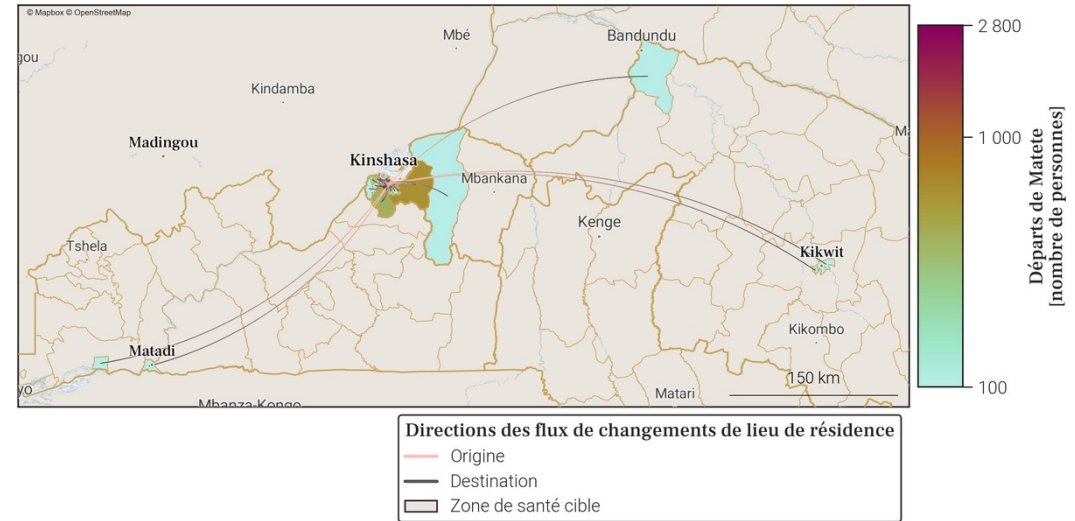 © Mapbox © OpenStreetMap
Mbé
Bandundu
Kindamba
Madingou
Kinshasa
Mbankana
Kenge
Tshela
Kikwit
Kikombo
Matadi
150 km
Matari
Mbanza-Kongo
2 800
1 000
100
Départs de Matete
[nombre de personnes]
Directions des flux de changements de lieu de résidence
Origine
Destination
Zone de santé cible